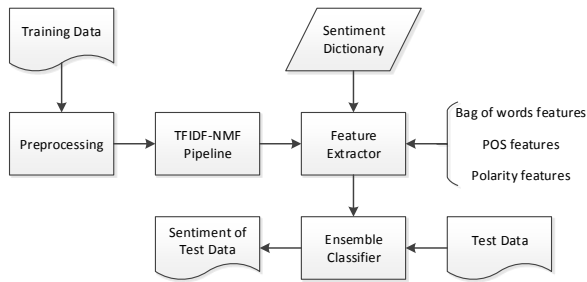 Training Data
Sentiment
Dictionary
Preprocessing
TFIDF-NMF
Pipeline
Feature
Extractor
Bag of words features
POS features
Polarity features
Sentiment of
Test Data
Ensemble
Classifier
Test Data